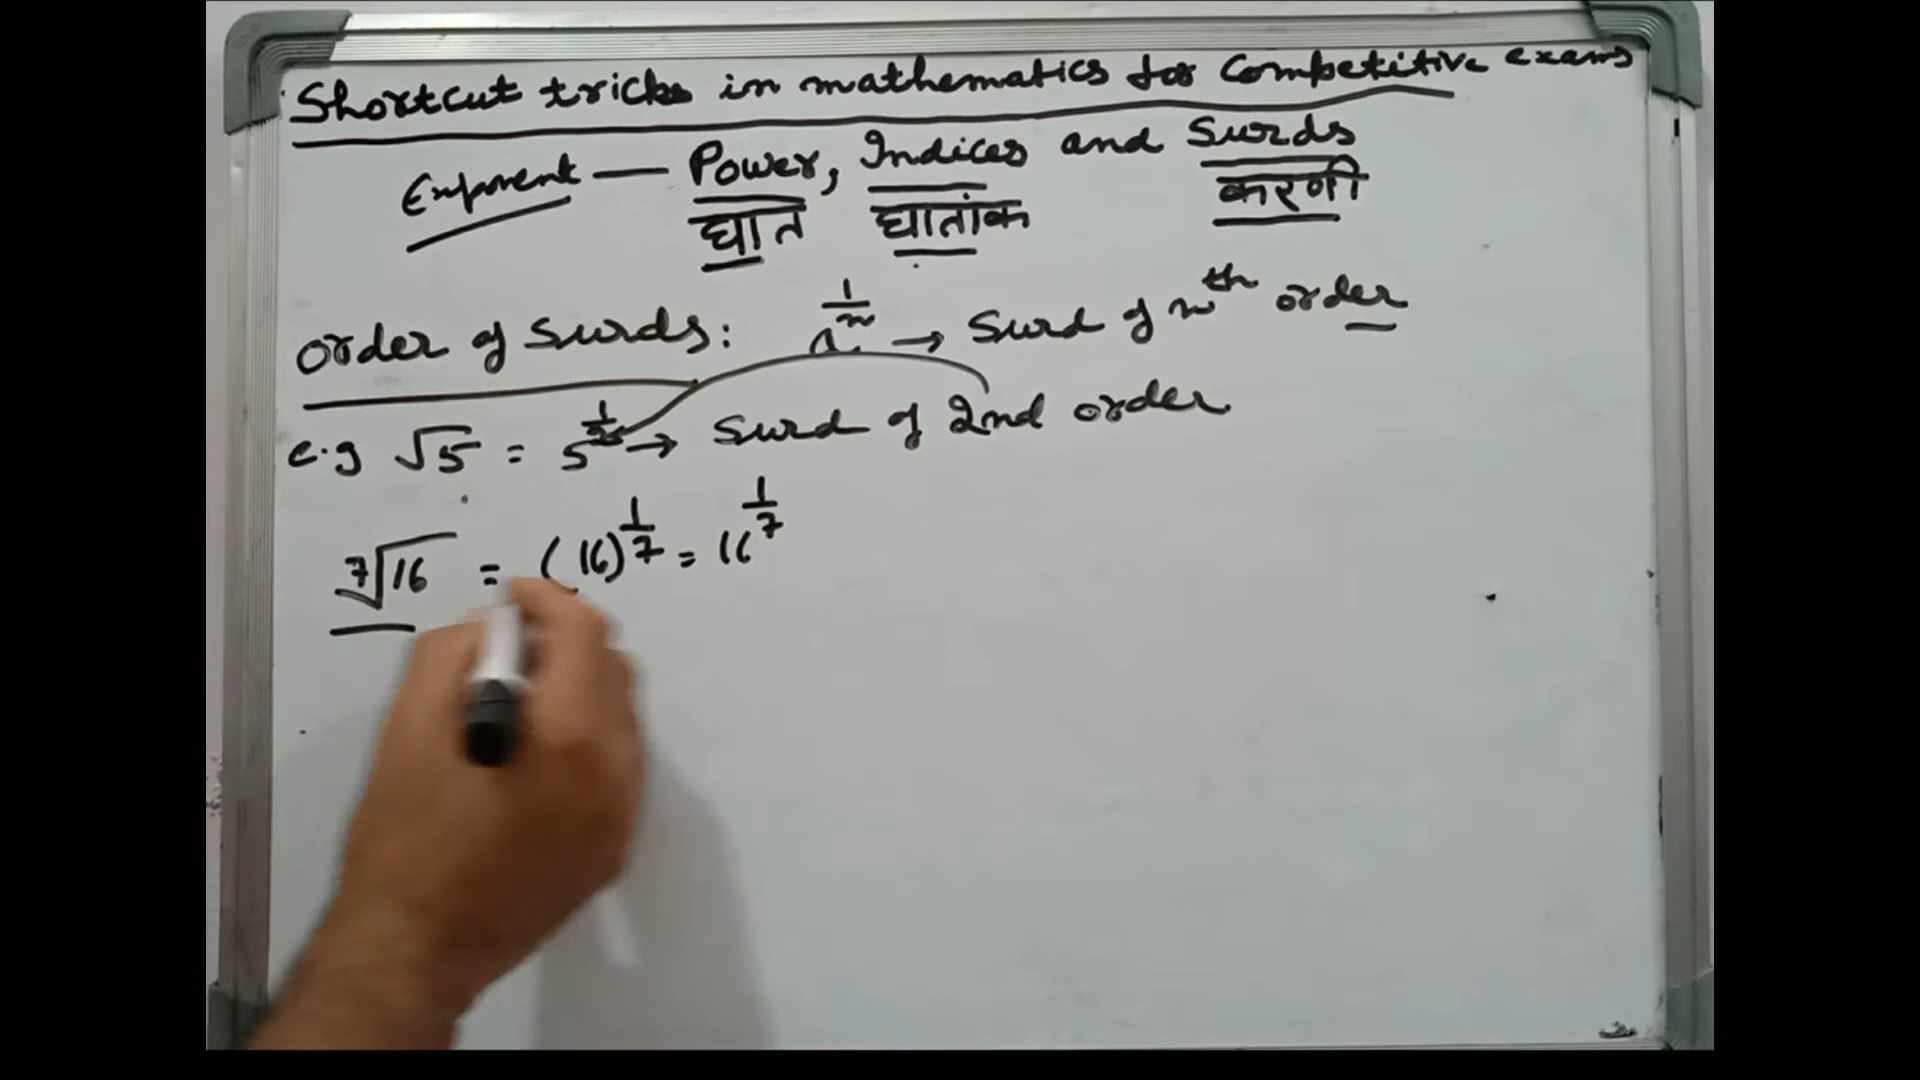 Shortcut tricks in mathematics for Competitive exams
Exponent — Power, Indices and Surds
घात घातांक करणी
order of Surds: a^(1/n) → Surd of nth order
e.g √5 = 5^(1/2) → Surd of 2nd order
⁷√16 = (16)^(1/7) = 16^(1/7)